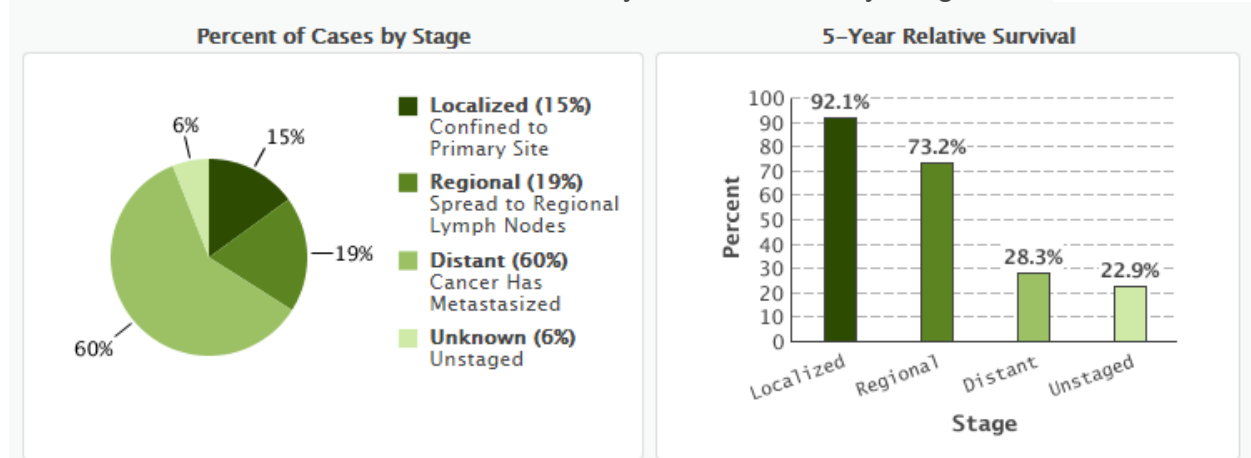 Percent of Cases by Stage
6%
15%
19%
60%
Localized (15%)
Confined to
Primary Site
Regional (19%)
Spread to Regional
Lymph Nodes
Distant (60%)
Cancer Has
Metastasized
Unknown (6%)
Unstaged
5-Year Relative Survival
Percent
100
90
80
70
60
50
40
30
20
10
0
92.1%
73.2%
28.3%
22.9%
Localized
Regional
Distant
Unstaged
Stage